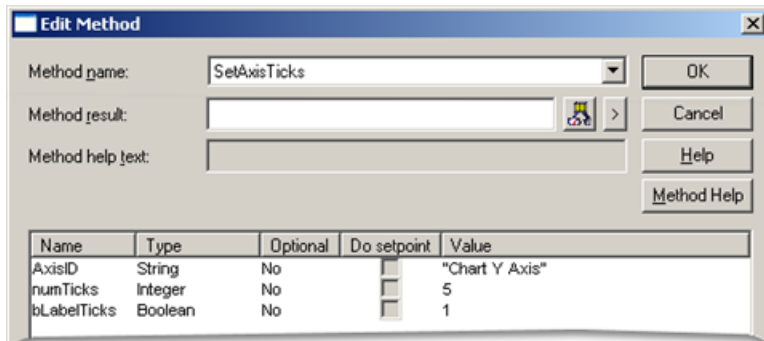 Edit Method
Method name: SetAxisTicks OK
Method result: > Cancel
Method help text: Help
Method Help
Name Type Optional Do setpoint Value
AxisID String No "Chart Y Axis"
numTicks Integer No 5
bLabelTicks Boolean No 1